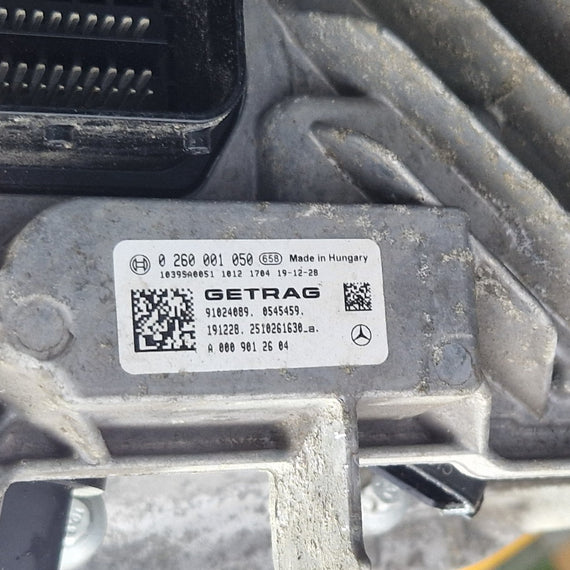 0 260 001 050 658 Made in Hungary
1039SA0051 1012 1704 19-12-28
GETRAG
91024089. 0545459.
191228. 2510261630_a.
A 000 901 26 04